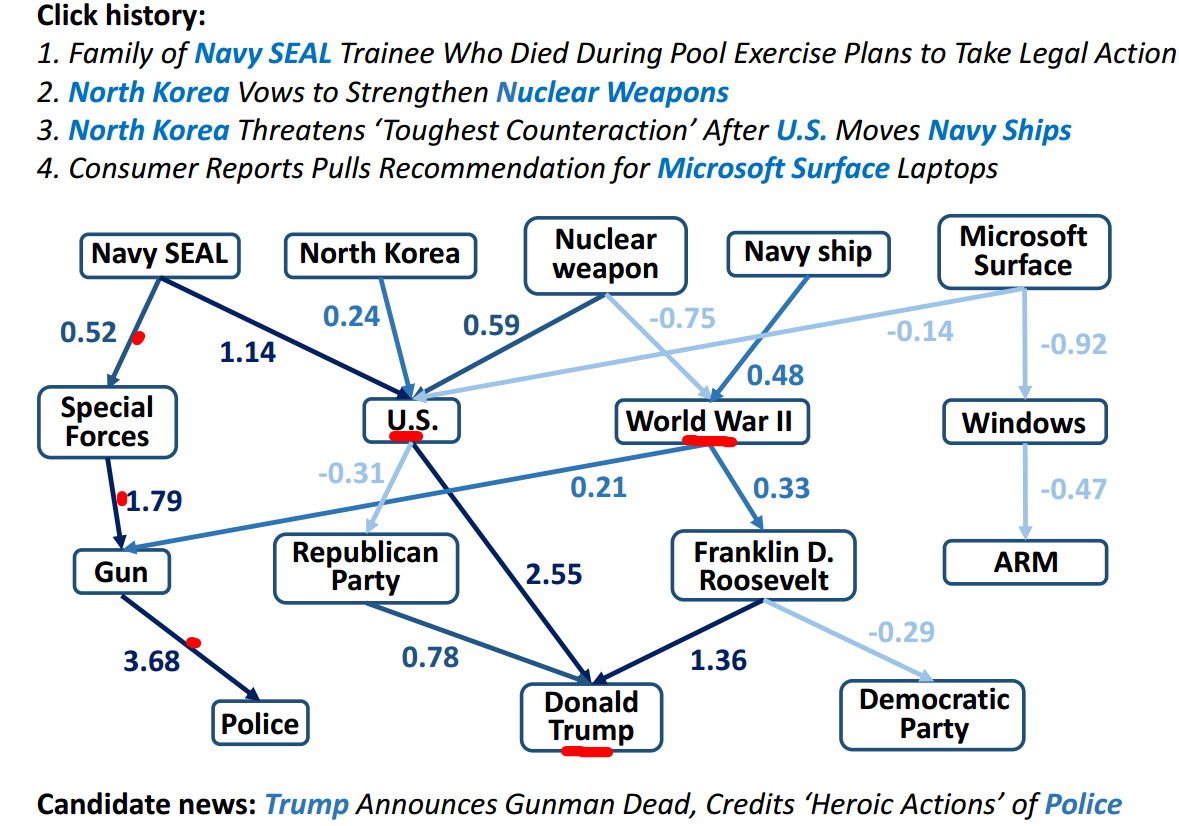 Click history:
1. Family of Navy SEAL Trainee Who Died During Pool Exercise Plans to Take Legal Action
2. North Korea Vows to Strengthen Nuclear Weapons
3. North Korea Threatens ‘Toughest Counteraction’ After U.S. Moves Navy Ships
4. Consumer Reports Pulls Recommendation for Microsoft Surface Laptops
Navy SEAL
North Korea
Nuclear
weapon
Navy ship
Microsoft
Surface
0.52
1.14
0.24
0.59
-0.75
0.48
-0.14
-0.92
Special
Forces
U.S.
World War II
Windows
1.79
-0.31
0.21
0.33
-0.47
Gun
Republican
Party
2.55
Franklin D.
Roosevelt
ARM
3.68
0.78
1.36
-0.29
Police
Donald
Trump
Democratic
Party
Candidate news: Trump Announces Gunman Dead, Credits ‘Heroic Actions’ of Police